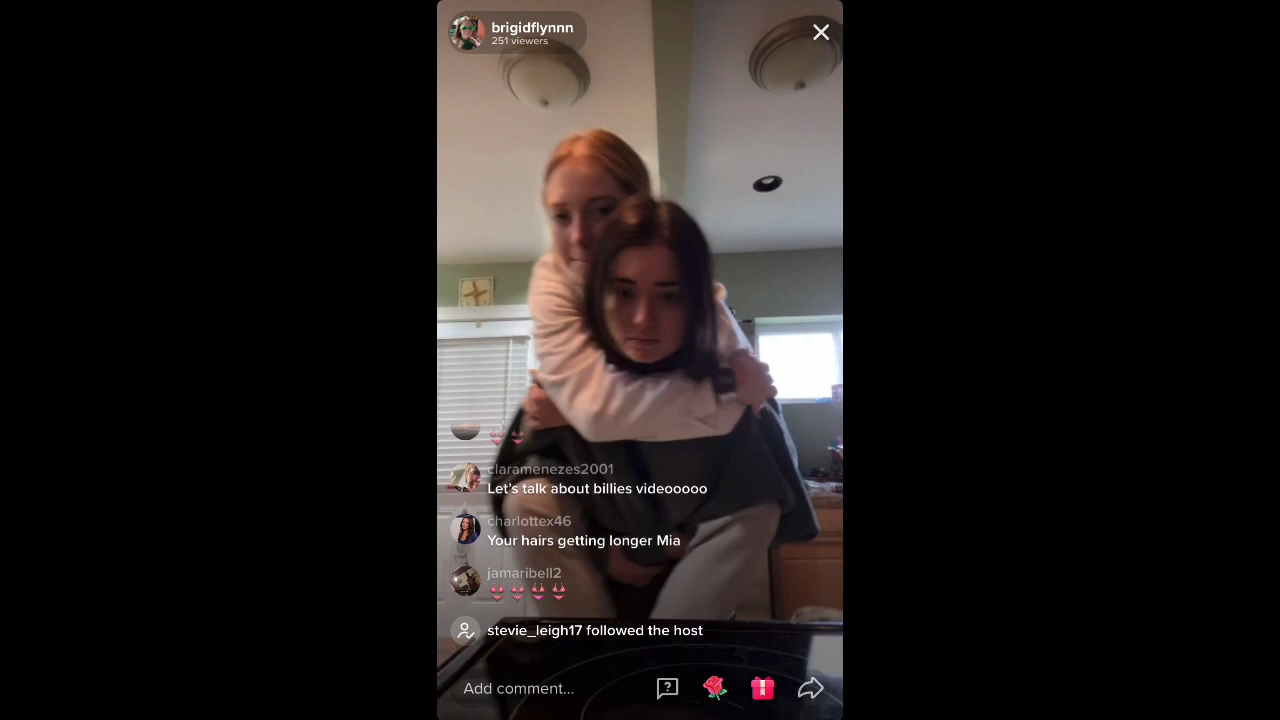 brigidflynnn
251 viewers
claramenezes2001
Let's talk about billies videooooo
charlottex46
Your hairs getting longer Mia
jamaribell2
👙 👙 👙 👙
stevie_leigh17 followed the host
Add comment...